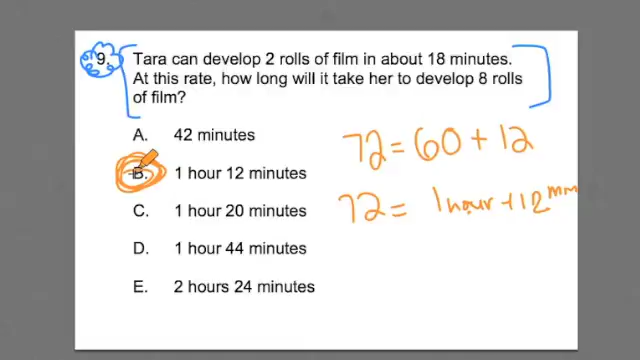 9. Tara can develop 2 rolls of film in about 18 minutes.
At this rate, how long will it take her to develop 8 rolls
of film?
A. 42 minutes
B. 1 hour 12 minutes
C. 1 hour 20 minutes
D. 1 hour 44 minutes
E. 2 hours 24 minutes
72 = 60 + 12
72 = 1 hour + 12